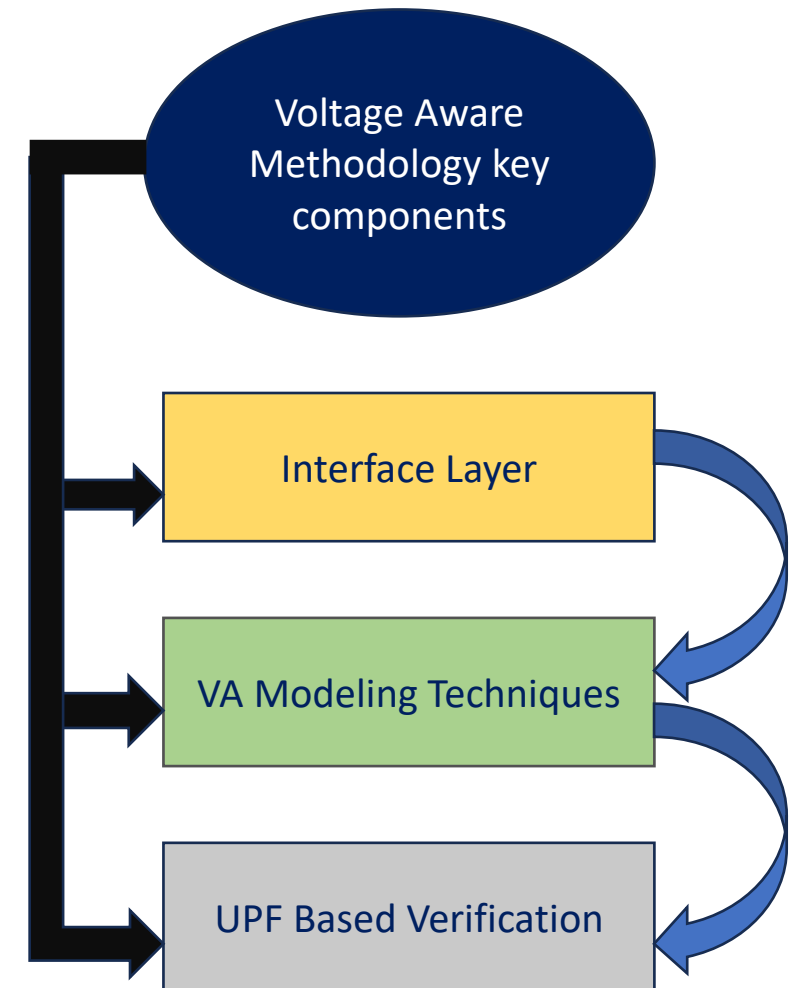 Voltage Aware
Methodology key
components
Interface Layer
VA Modeling Techniques
UPF Based Verification